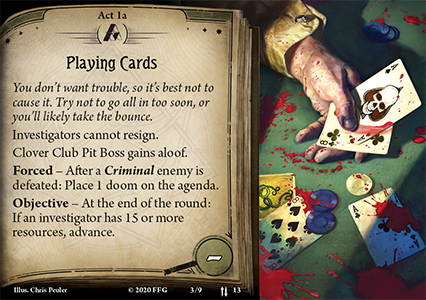 Act 1a
Playing Cards
You don't want trouble, so it's best not to
cause it. Try not to go all in too soon, or
you'll likely take the bounce.
Investigators cannot resign.
Clover Club Pit Boss gains aloof.
Forced – After a Criminal enemy is
defeated: Place 1 doom on the agenda.
Objective – At the end of the round:
If an investigator has 15 or more
resources, advance.
–
Illus. Chris Peuler
© 2020 FFG
3/9
13
8
A